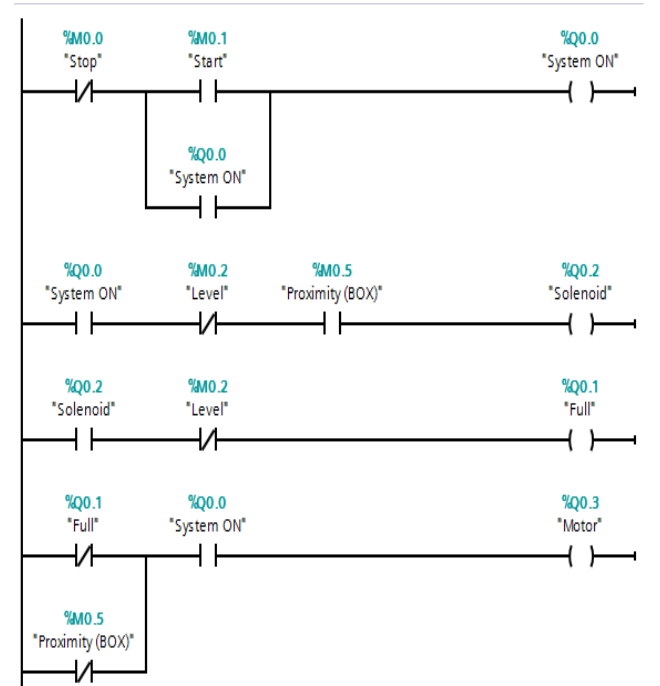 %M0.0 %M0.1 %Q0.0
"Stop" "Start" "System ON"
%Q0.0
"System ON"
%Q0.0 %M0.2 %M0.5 %Q0.2
"System ON" "Level" "Proximity (BOX)" "Solenoid"
%Q0.2 %M0.2 %Q0.1
"Solenoid" "Level" "Full"
%Q0.1 %Q0.0 %Q0.3
"Full" "System ON" "Motor"
%M0.5
"Proximity (BOX)"